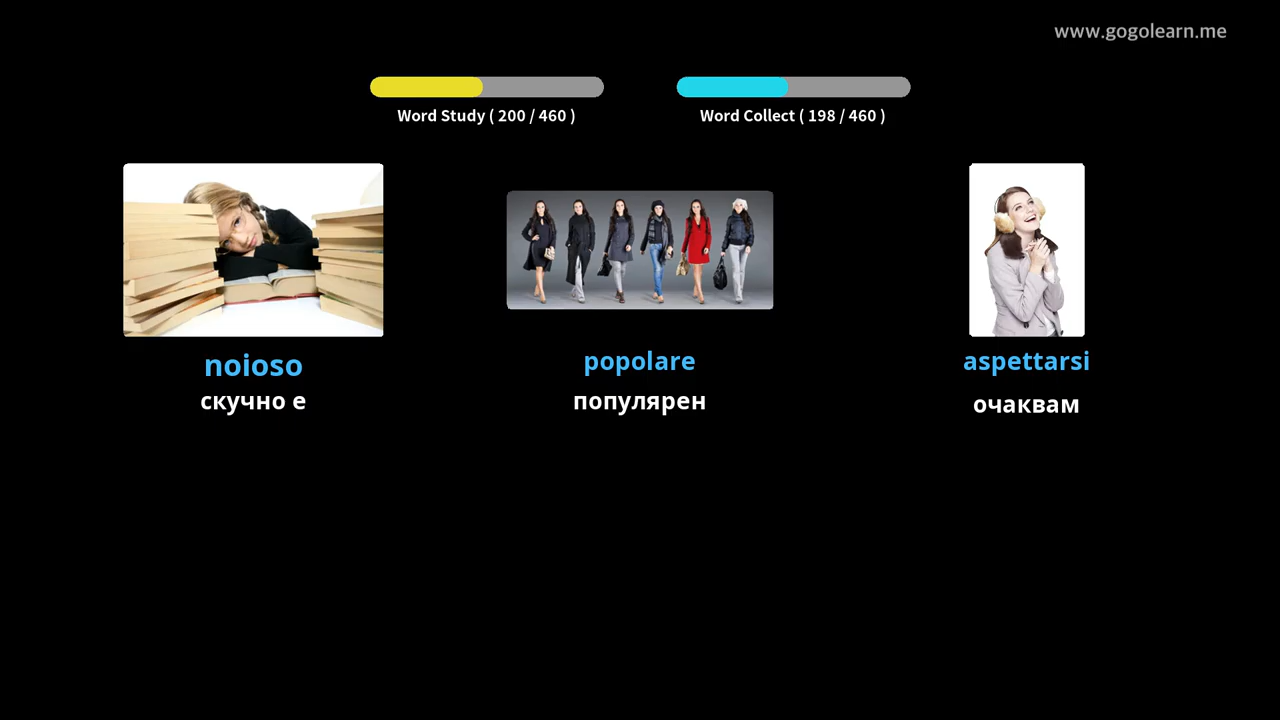 www.gogolearn.me
Word Study ( 200 / 460 )
Word Collect ( 198 / 460 )
noioso
скучно е
popolare
популярен
aspettarsi
очаквам